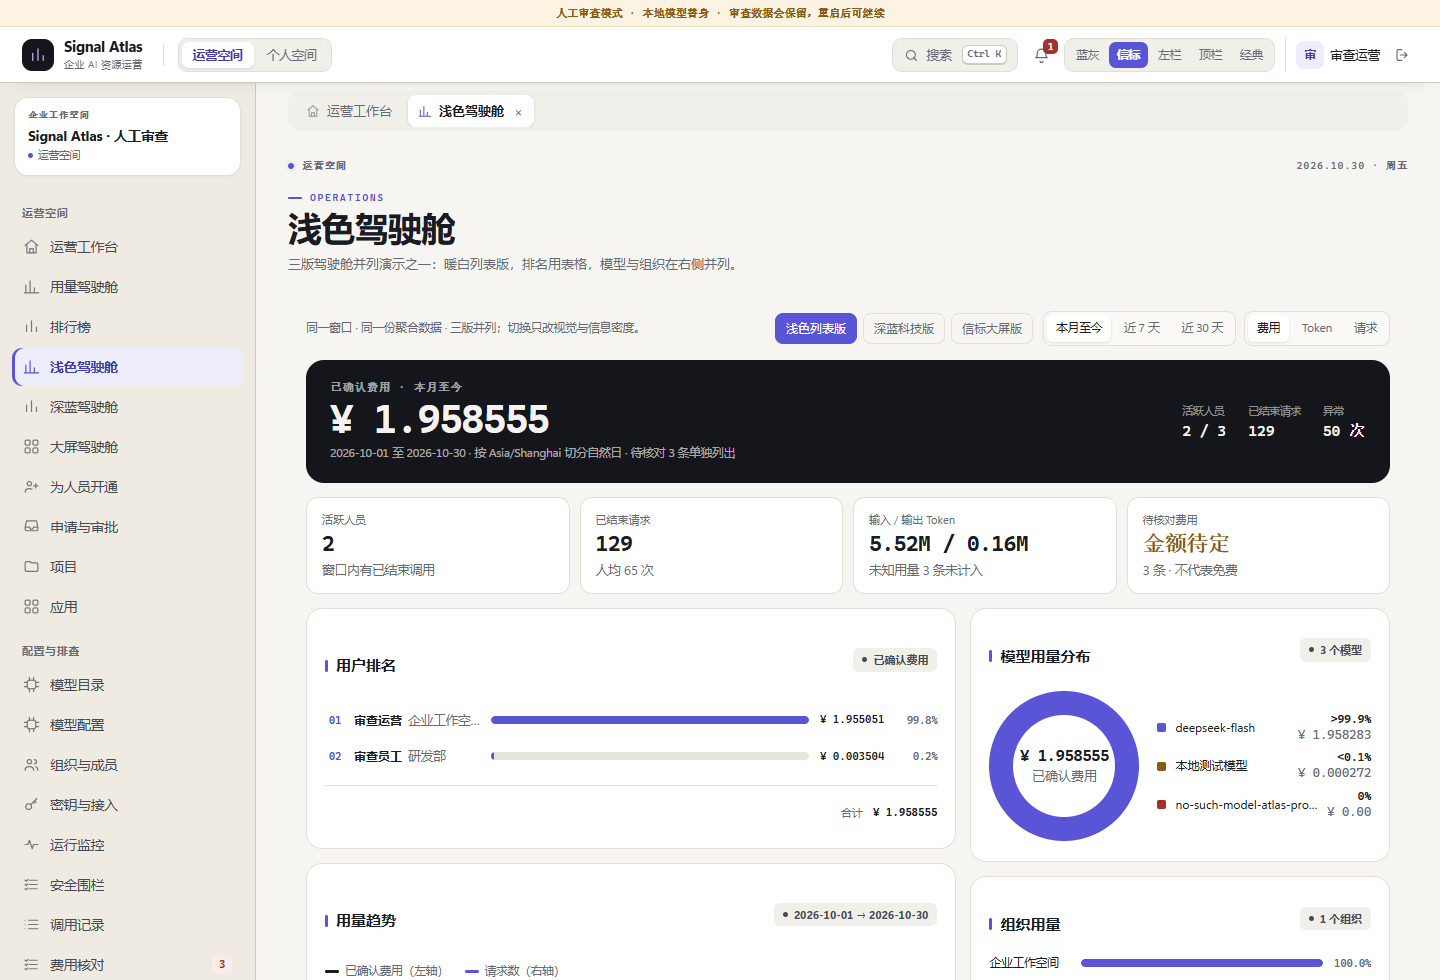 人工审查模式 · 本地模型替身 · 审查数据会保留，重启后可继续
Signal Atlas
企业 AI 资源运营
运营空间 个人空间
搜索 Ctrl K
1
蓝灰 信标 左栏 顶栏 经典
审 审查运营
企业工作空间
Signal Atlas · 人工审查
运营空间
运营空间
运营工作台
用量驾驶舱
排行榜
浅色驾驶舱
深蓝驾驶舱
大屏驾驶舱
为人员开通
申请与审批
项目
应用
配置与排查
模型目录
模型配置
组织与成员
密钥与接入
运行监控
安全围栏
调用记录
费用核对 3
运营工作台 浅色驾驶舱 ×
运营空间
2026.10.30 · 周五
OPERATIONS
浅色驾驶舱
三版驾驶舱并列演示之一：暖白列表版，排名用表格，模型与组织在右侧并列。
同一窗口 · 同一份聚合数据 · 三版并列；切换只改视觉与信息密度。
浅色列表版 深蓝科技版 信标大屏版
本月至今 近 7 天 近 30 天
费用 Token 请求
已确认费用 · 本月至今
¥ 1.958555
2026-10-01 至 2026-10-30 · 按 Asia/Shanghai 切分自然日 · 待核对 3 条单独列出
活跃人员 已结束请求 异常
2 / 3 129 50 次
活跃人员
2
窗口内有已结束调用
已结束请求
129
人均 65 次
输入 / 输出 Token
5.52M / 0.16M
未知用量 3 条未计入
待核对费用
金额待定
3 条 · 不代表免费
用户排名
已确认费用
01 审查运营 企业工作空… ¥ 1.955051 99.8%
02 审查员工 研发部 ¥ 0.003504 0.2%
合计 ¥ 1.958555
模型用量分布
3 个模型
¥ 1.958555
已确认费用
deepseek-flash >99.9%
¥ 1.958283
本地测试模型 <0.1%
¥ 0.000272
no-such-model-atlas-pro… 0%
¥ 0.00
用量趋势
2026-10-01 → 2026-10-30
已确认费用（左轴） 请求数（右轴）
组织用量
1 个组织
企业工作空间 100.0%